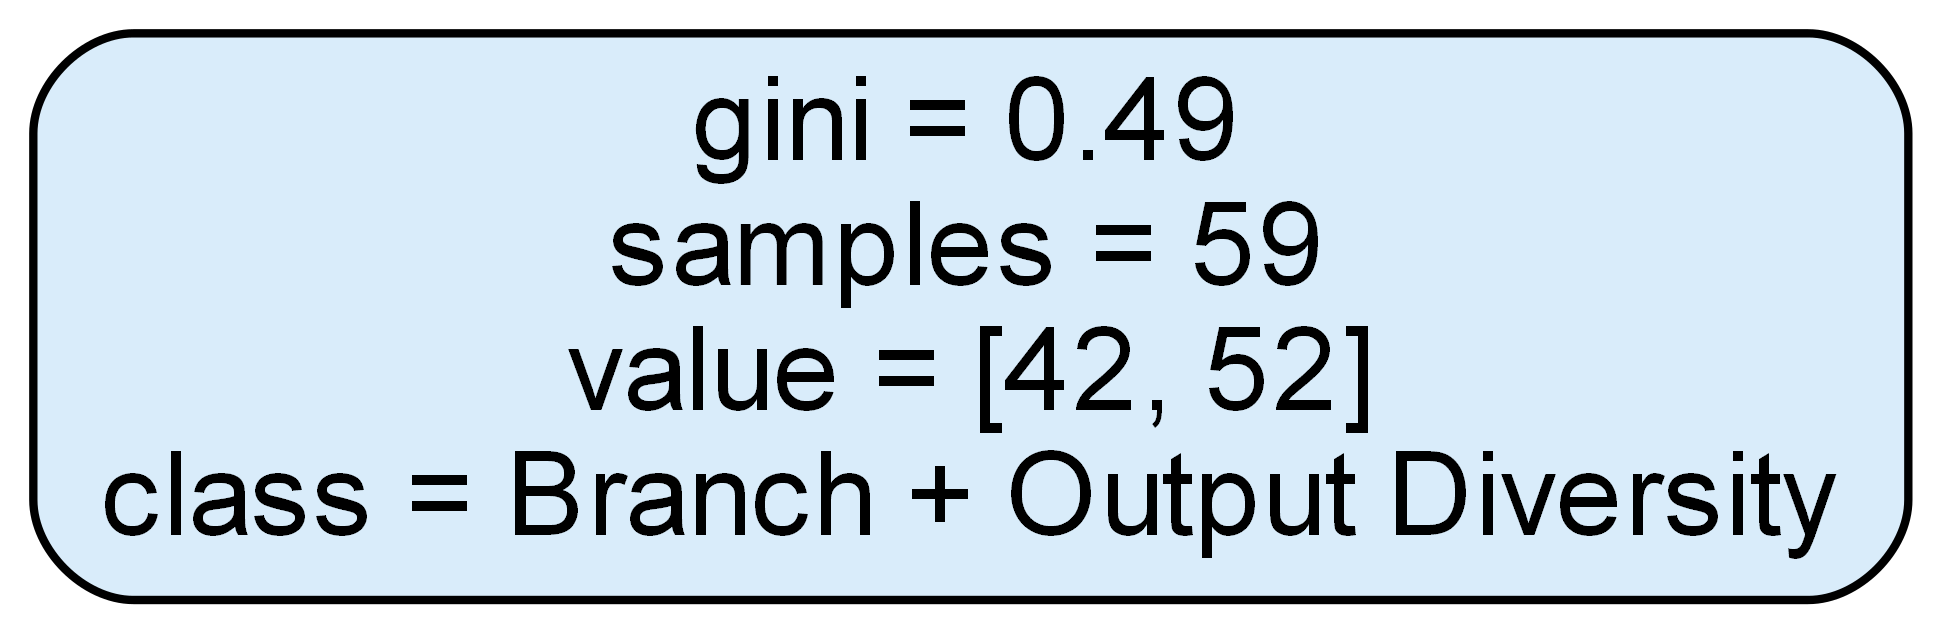 gini = 0.49
samples = 59
value = [42, 52]
class = Branch + Output Diversity